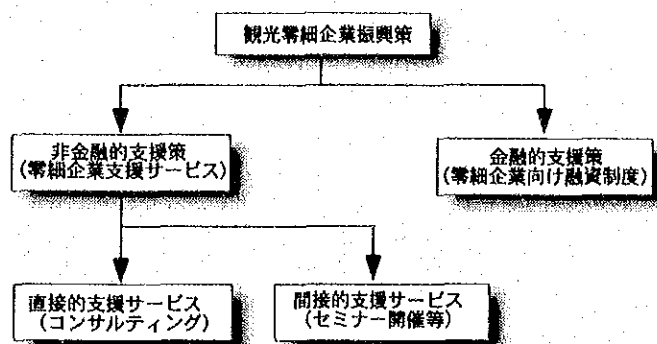 観光零細企業振興策
非金融的支援策
(零細企業支援サービス)
金融的支援策
(零細企業向け融資制度)
直接的支援サービス
(コンサルティング)
間接的支援サービス
(セミナー開催等)